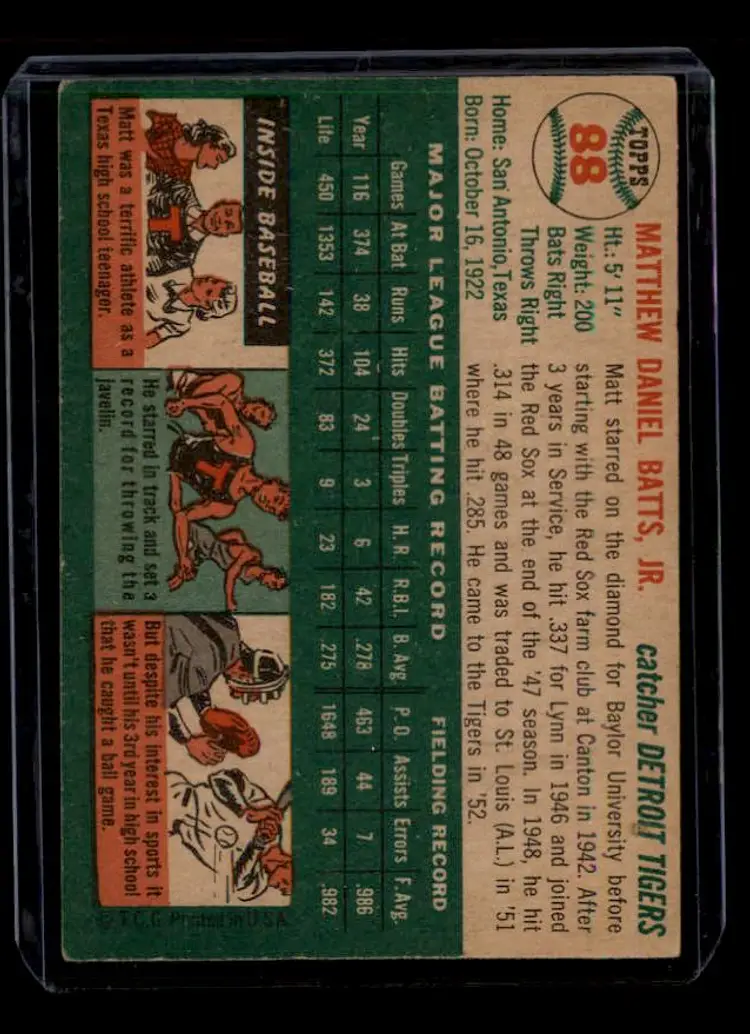 TOPPS
88
MATTHEW DANIEL BATTS, JR. catcher DETROIT TIGERS
Ht.: 5' 11"
Weight: 200
Bats Right
Throws Right
Home: San Antonio, Texas
Born: October 16, 1922
Matt starred on the diamond for Baylor University before
starting with the Red Sox farm club at Canton in 1942. After
3 years in Service, he hit .337 for Lynn in 1946 and joined
the Red Sox at the end of the '47 season. In 1948, he hit
.314 in 48 games and was traded to St. Louis (A.L.) in '51
where he hit .285. He came to the Tigers in '52.
MAJOR LEAGUE BATTING RECORD FIELDING RECORD
Games At Bat Runs Hits Doubles Triples H.R. R.B.I. B. Avg. P.O. Assists Errors F. Avg.
Year 116 374 38 104 24 3 6 42 .278 463 44 7 .986
Life 450 1353 142 372 83 9 23 182 .275 1648 189 34 .982
INSIDE BASEBALL
T
T
Matt was a terrific athlete as a
Texas high school teenager.
He starred in track and set a
record for throwing the
javelin.
But despite his interest in sports it
wasn't until his 3rd year in high school
that he caught a ball game.
© T.C.G Printed in U.S.A.